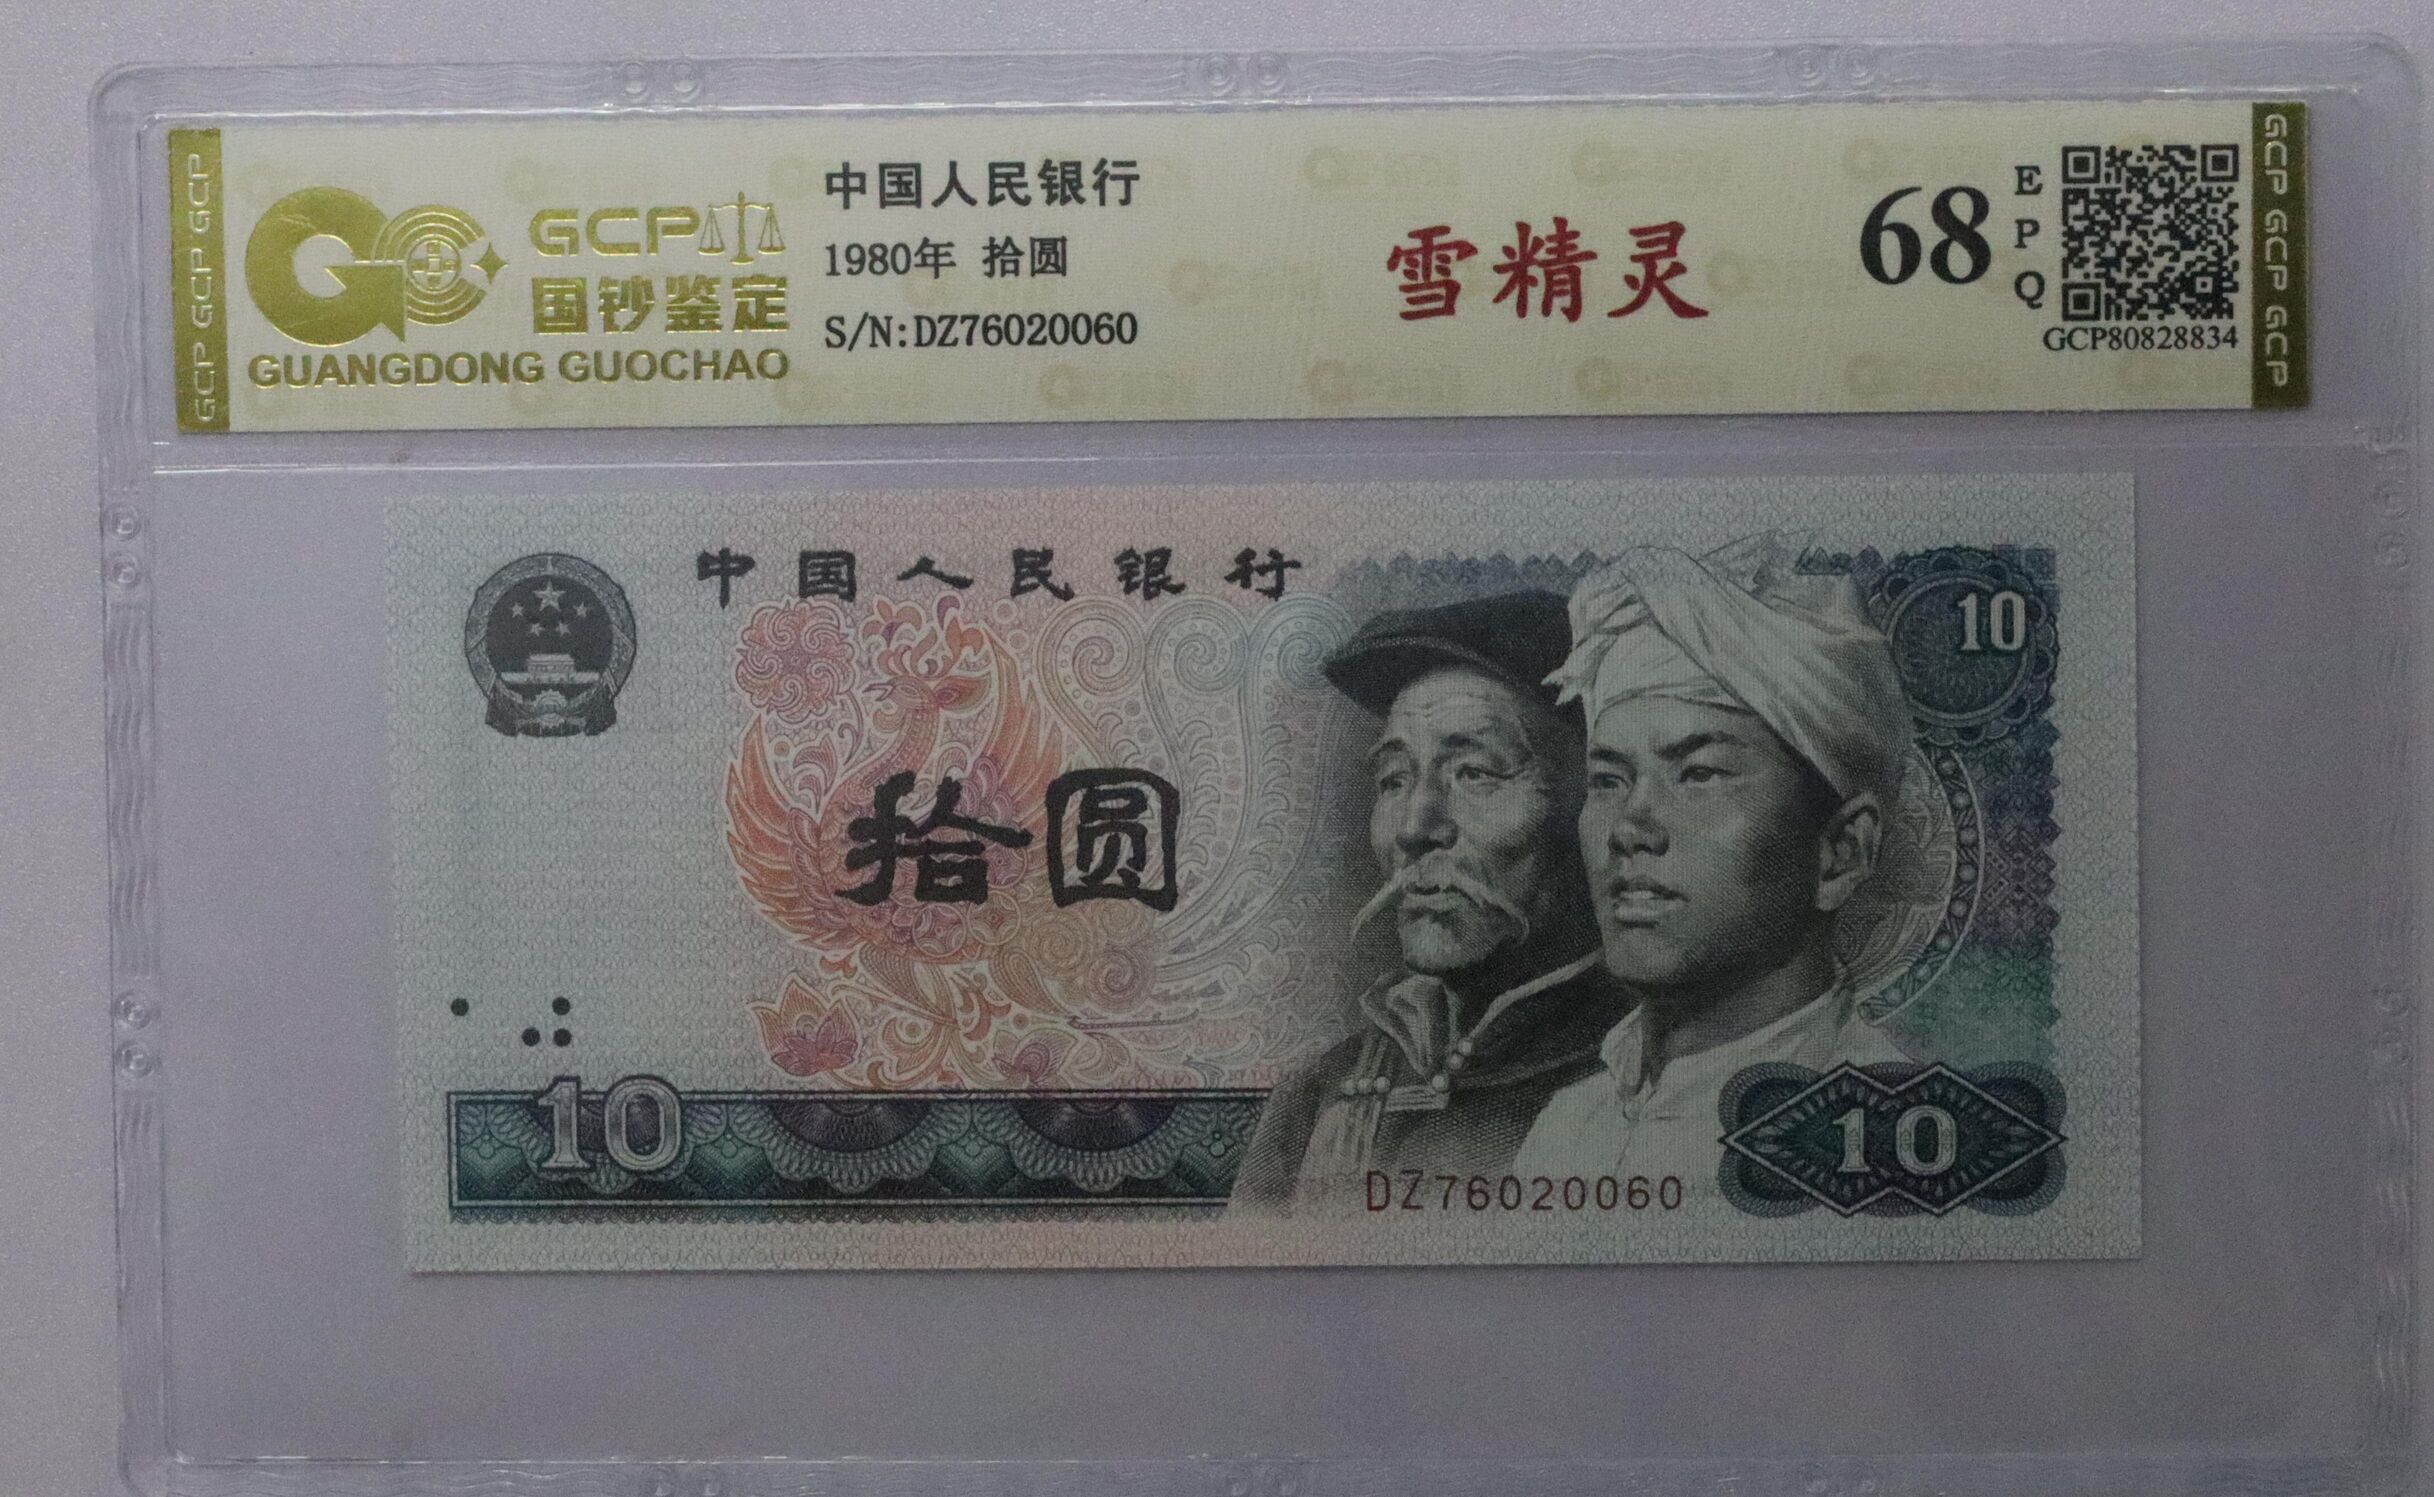 GCP GCP GCP
GCP
国钞鉴定
GUANGDONG GUOCHAO
中国人民银行
1980年 拾圆
S/N:DZ76020060
雪精灵
68
E
P
Q
GCP80828834
GCP GCP GCP
中国人民银行
10
拾圆
10
DZ76020060
10